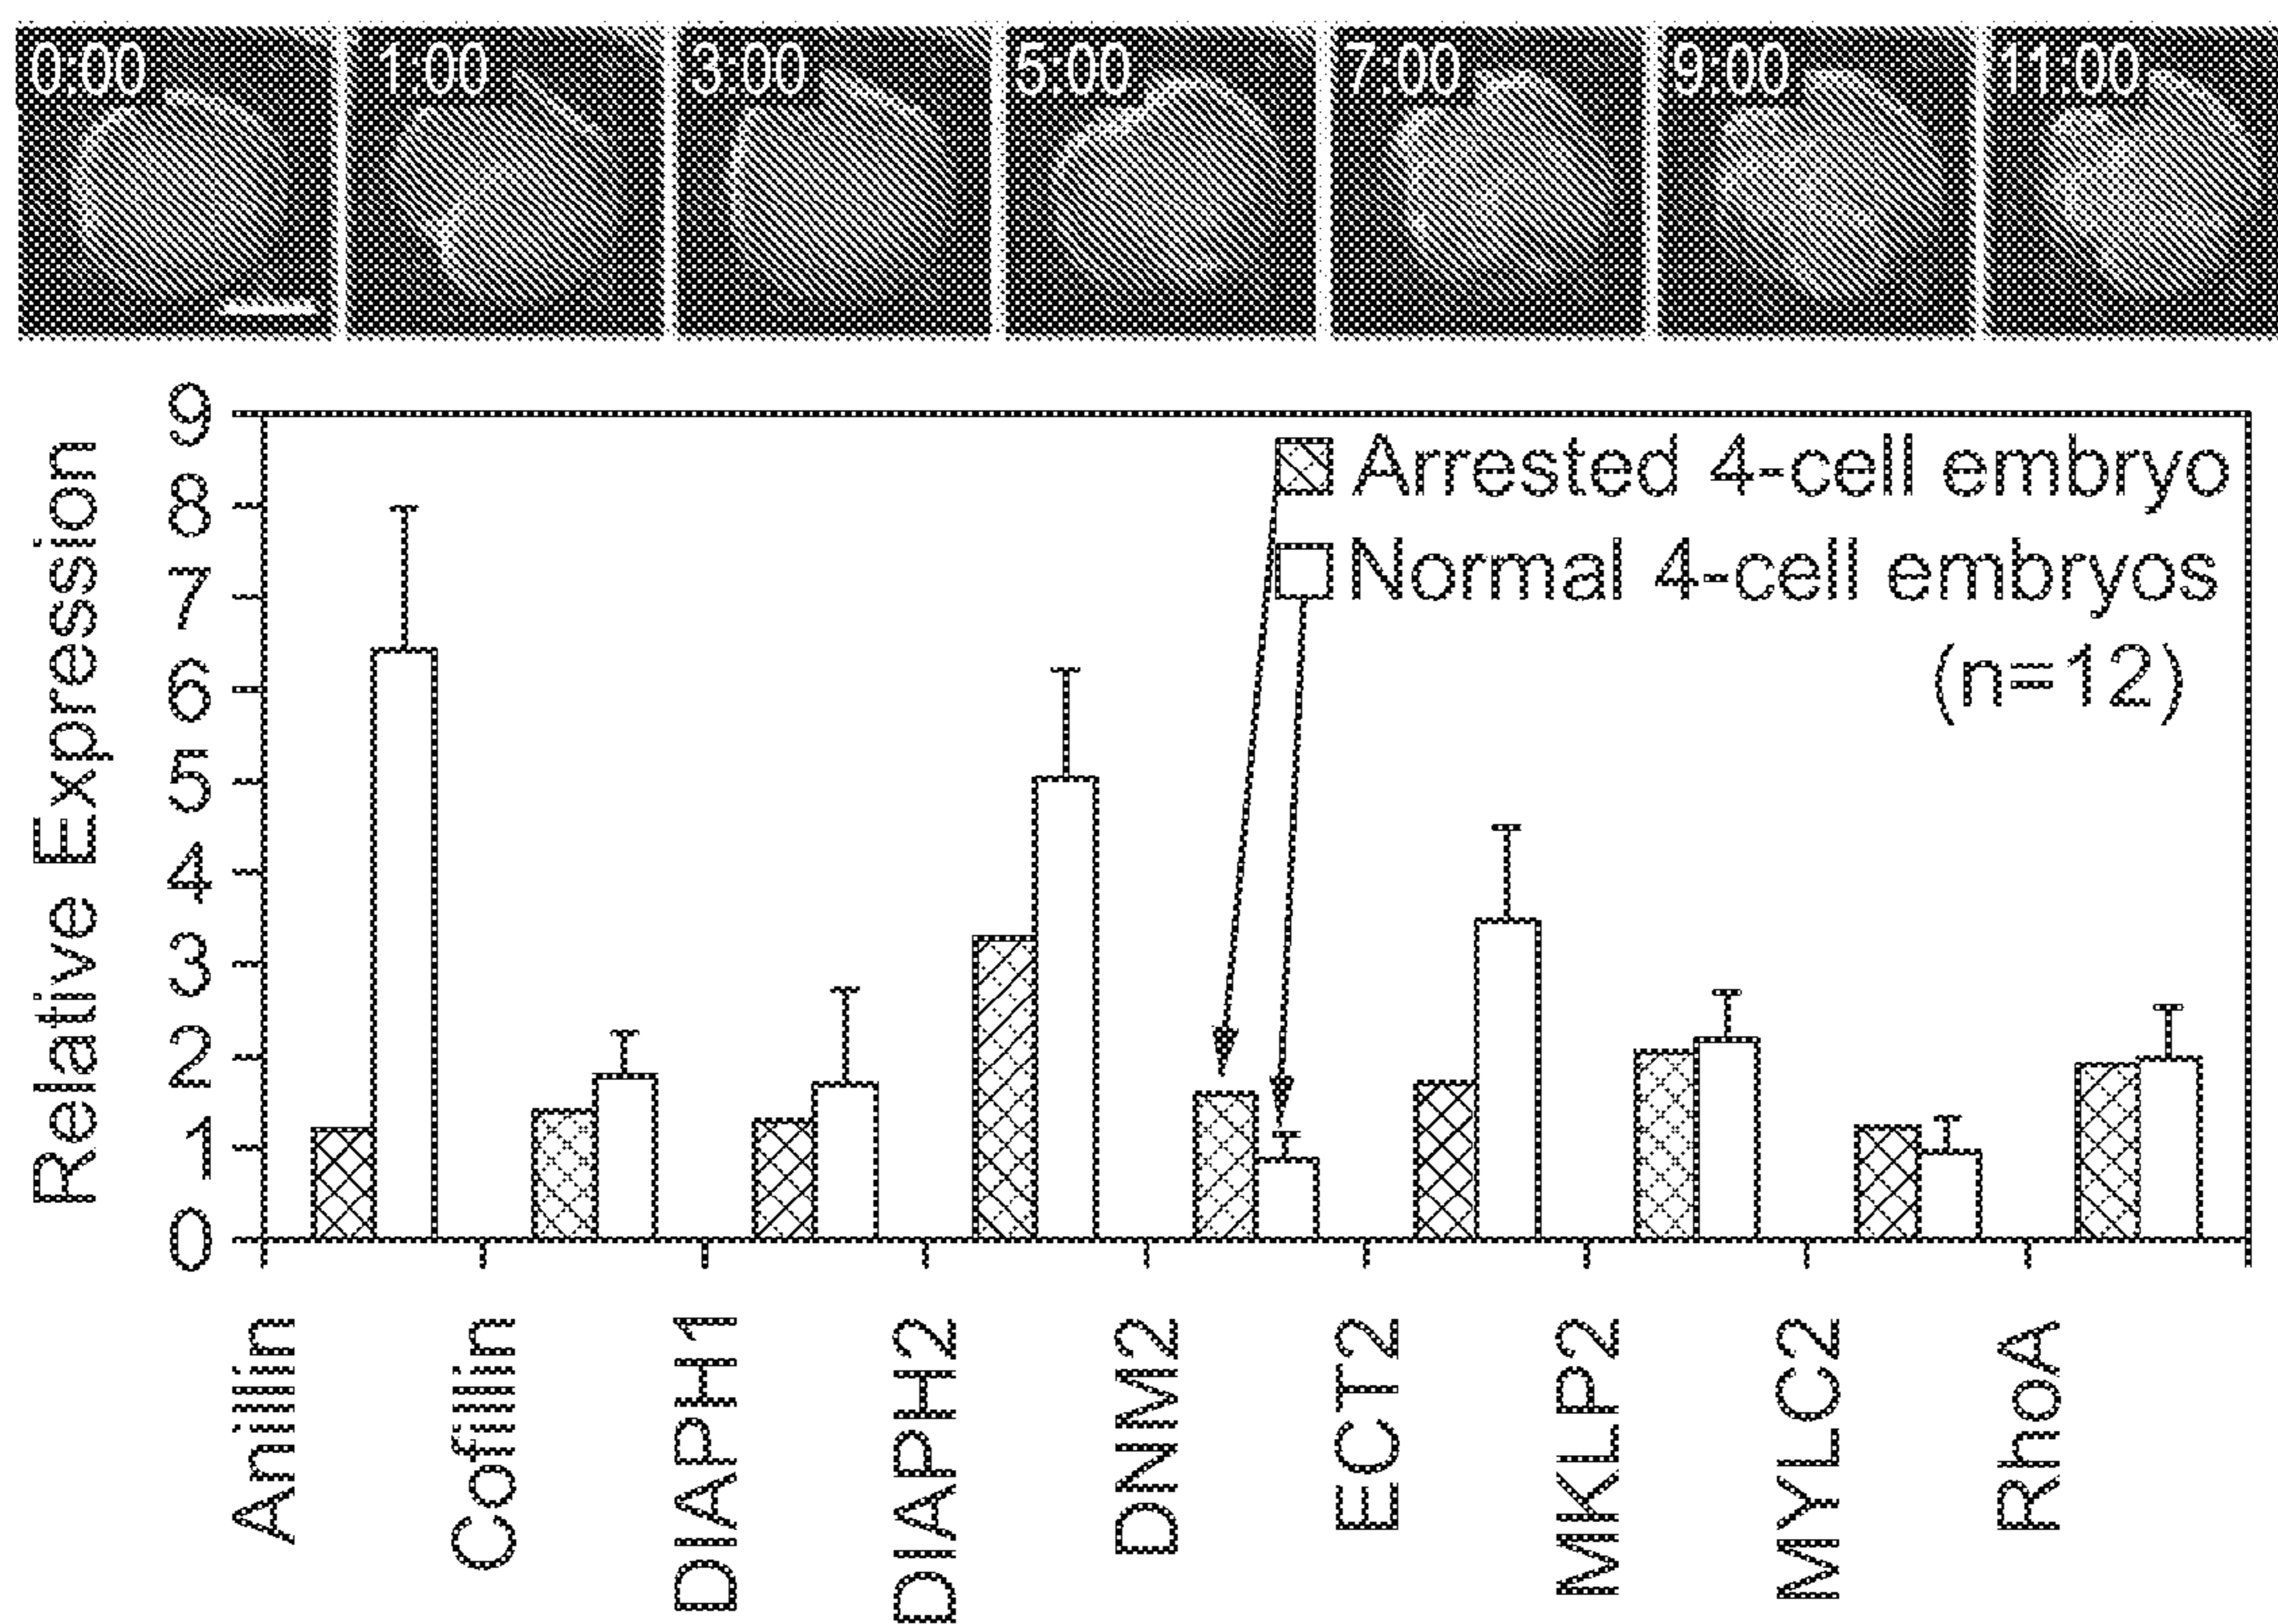 0:00 1:00 3:00 5:00 7:00 9:00 11:00
Relative Expression
9
8
7
6
5
4
3
2
1
0
Arrested 4-cell embryo
Normal 4-cell embryos
(n=12)
Anillin
Cofillin
DIAPH1
DIAPH2
DNM2
ECT2
MKLP2
MYLC2
RhoA